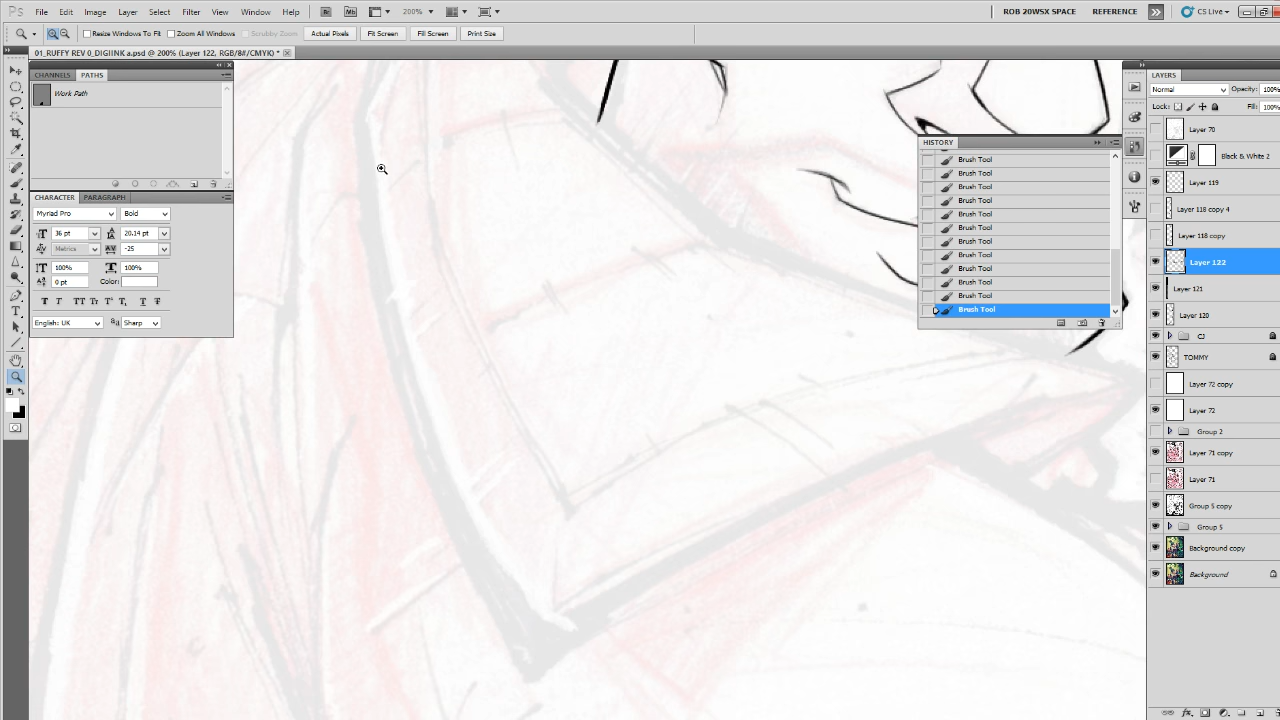 Ps File Edit Image Layer Select Filter View Window Help Br Mb 200% ROB 20WSX SPACE REFERENCE CS Live
Resize Windows To Fit Zoom All Windows Scrubby Zoom Actual Pixels Fit Screen Fill Screen Print Size
01_RUFFY REV 0_DIGIINK a.psd @ 200% (Layer 122, RGB/8#/CMYK) *
CHANNELS PATHS
Work Path
CHARACTER PARAGRAPH
Myriad Pro Bold
36 pt 20.14 pt
Metrics -25
100% 100%
0 pt Color:
English: UK Sharp
HISTORY
Brush Tool
Brush Tool
Brush Tool
Brush Tool
Brush Tool
Brush Tool
Brush Tool
Brush Tool
Brush Tool
Brush Tool
Brush Tool
Brush Tool
LAYERS
Normal Opacity: 100%
Lock: Fill: 100%
Layer 70
Black & White 2
Layer 119
Layer 118 copy 4
Layer 118 copy
Layer 122
Layer 121
Layer 120
CJ
TOMMY
Layer 72 copy
Layer 72
Group 2
Layer 71 copy
Layer 71
Group 5 copy
Group 5
Background copy
Background